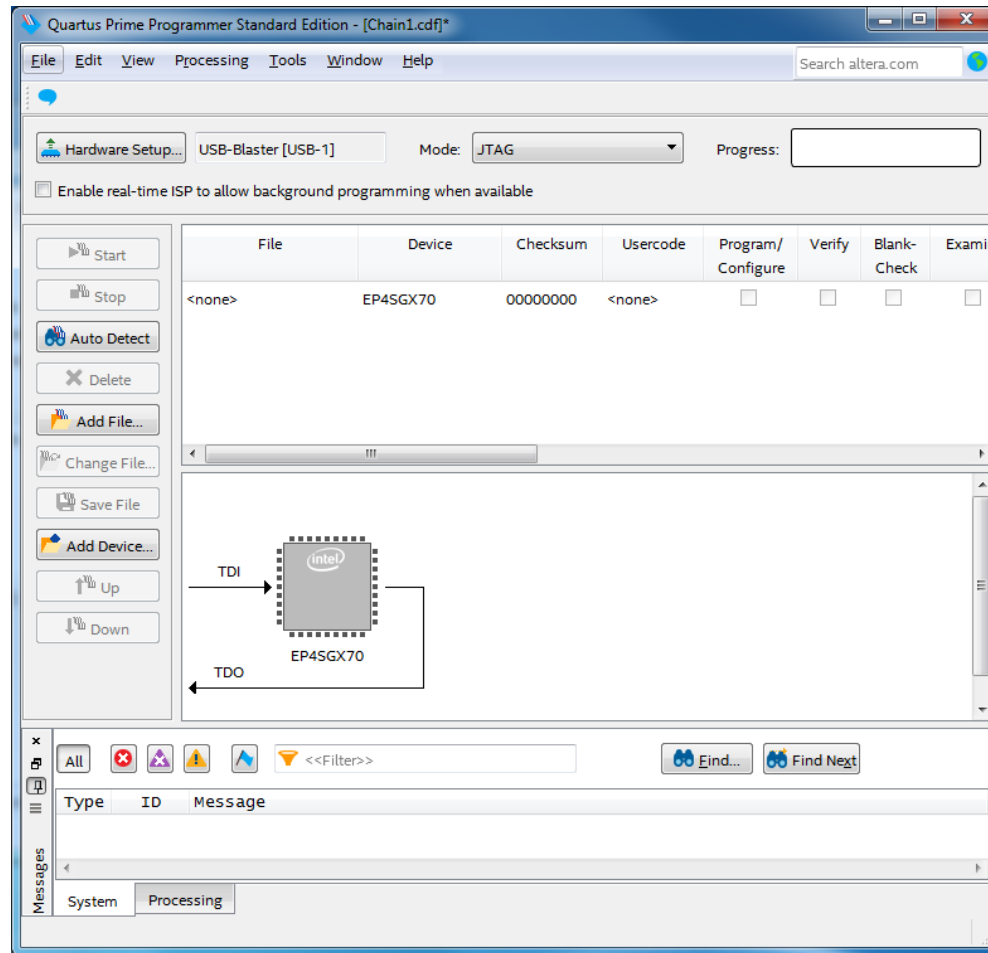 Quartus Prime Programmer Standard Edition - [Chain1.cdf]*
File Edit View Processing Tools Window Help Search altera.com
Hardware Setup... USB-Blaster [USB-1] Mode: JTAG Progress:
Enable real-time ISP to allow background programming when available
Start
Stop
Auto Detect
Delete
Add File...
Change File...
Save File
Add Device...
Up
Down
File Device Checksum Usercode Program/ Verify Blank- Exami
Configure Check
<none> EP4SGX70 00000000 <none>
intel
TDI
EP4SGX70
TDO
All <<Filter>> Find... Find Next
Type ID Message
Messages
System Processing